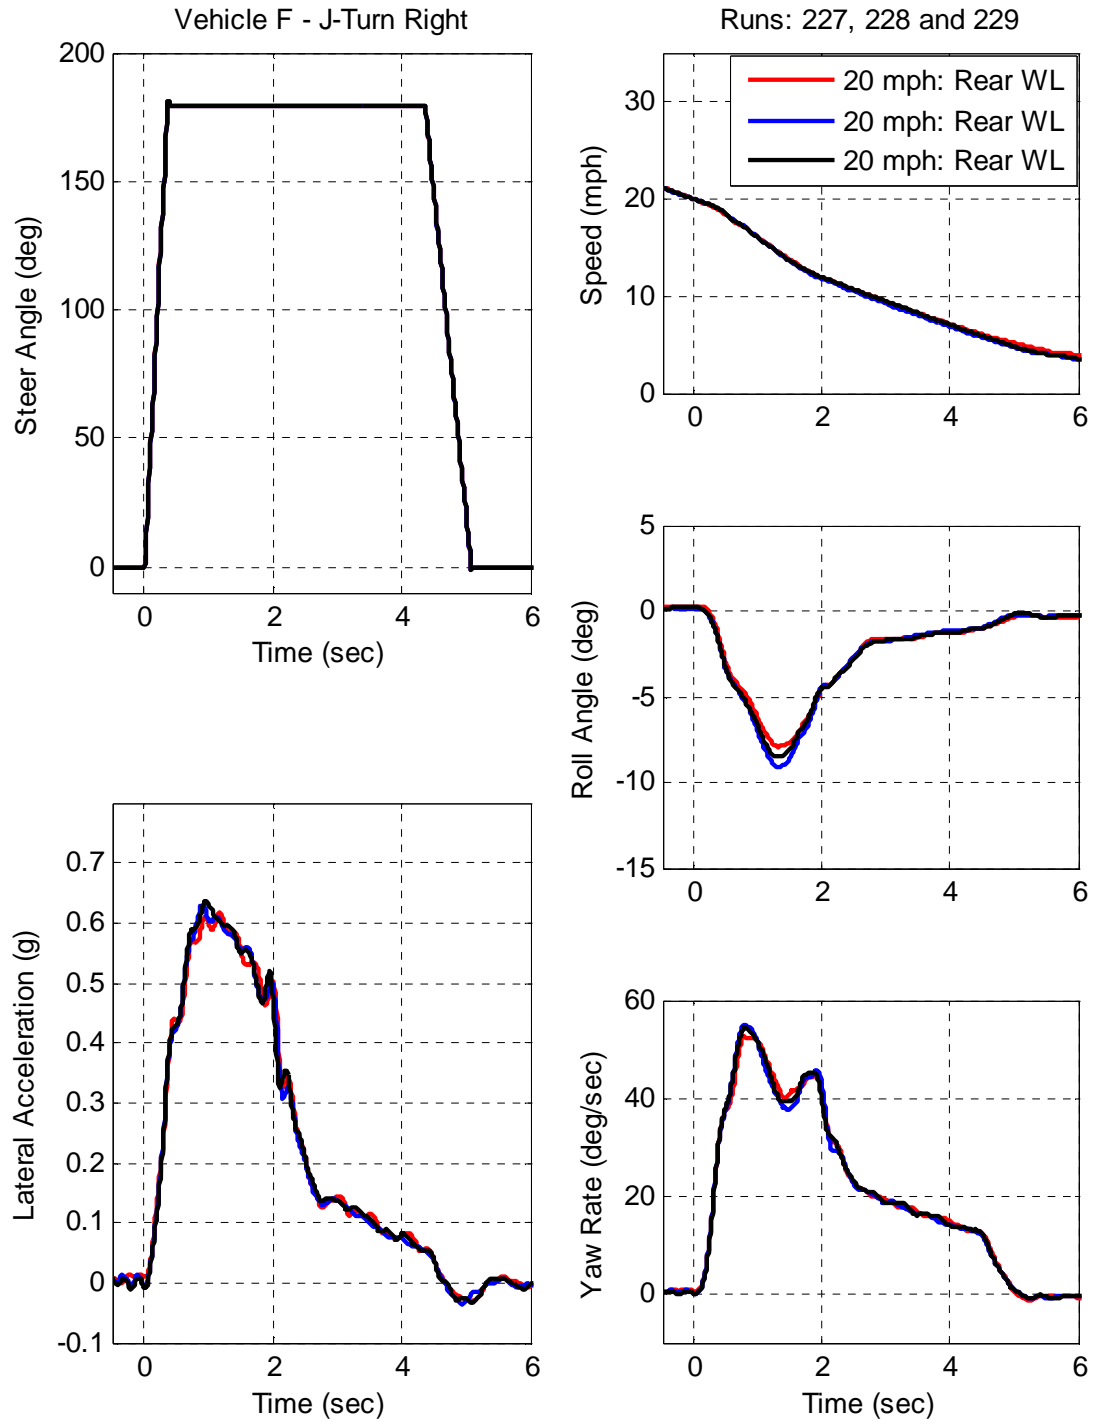 Vehicle F - J-Turn Right
200
150
100
50
0
Steer Angle (deg)
0 2 4 6
Time (sec)
0.7
0.6
0.5
0.4
0.3
0.2
0.1
0
-0.1
Lateral Acceleration (g)
0 2 4 6
Time (sec)
Runs: 227, 228 and 229
20 mph: Rear WL
20 mph: Rear WL
20 mph: Rear WL
30
20
10
0
Speed (mph)
0 2 4 6
5
0
-5
-10
-15
Roll Angle (deg)
0 2 4 6
60
40
20
0
Yaw Rate (deg/sec)
0 2 4 6
Time (sec)